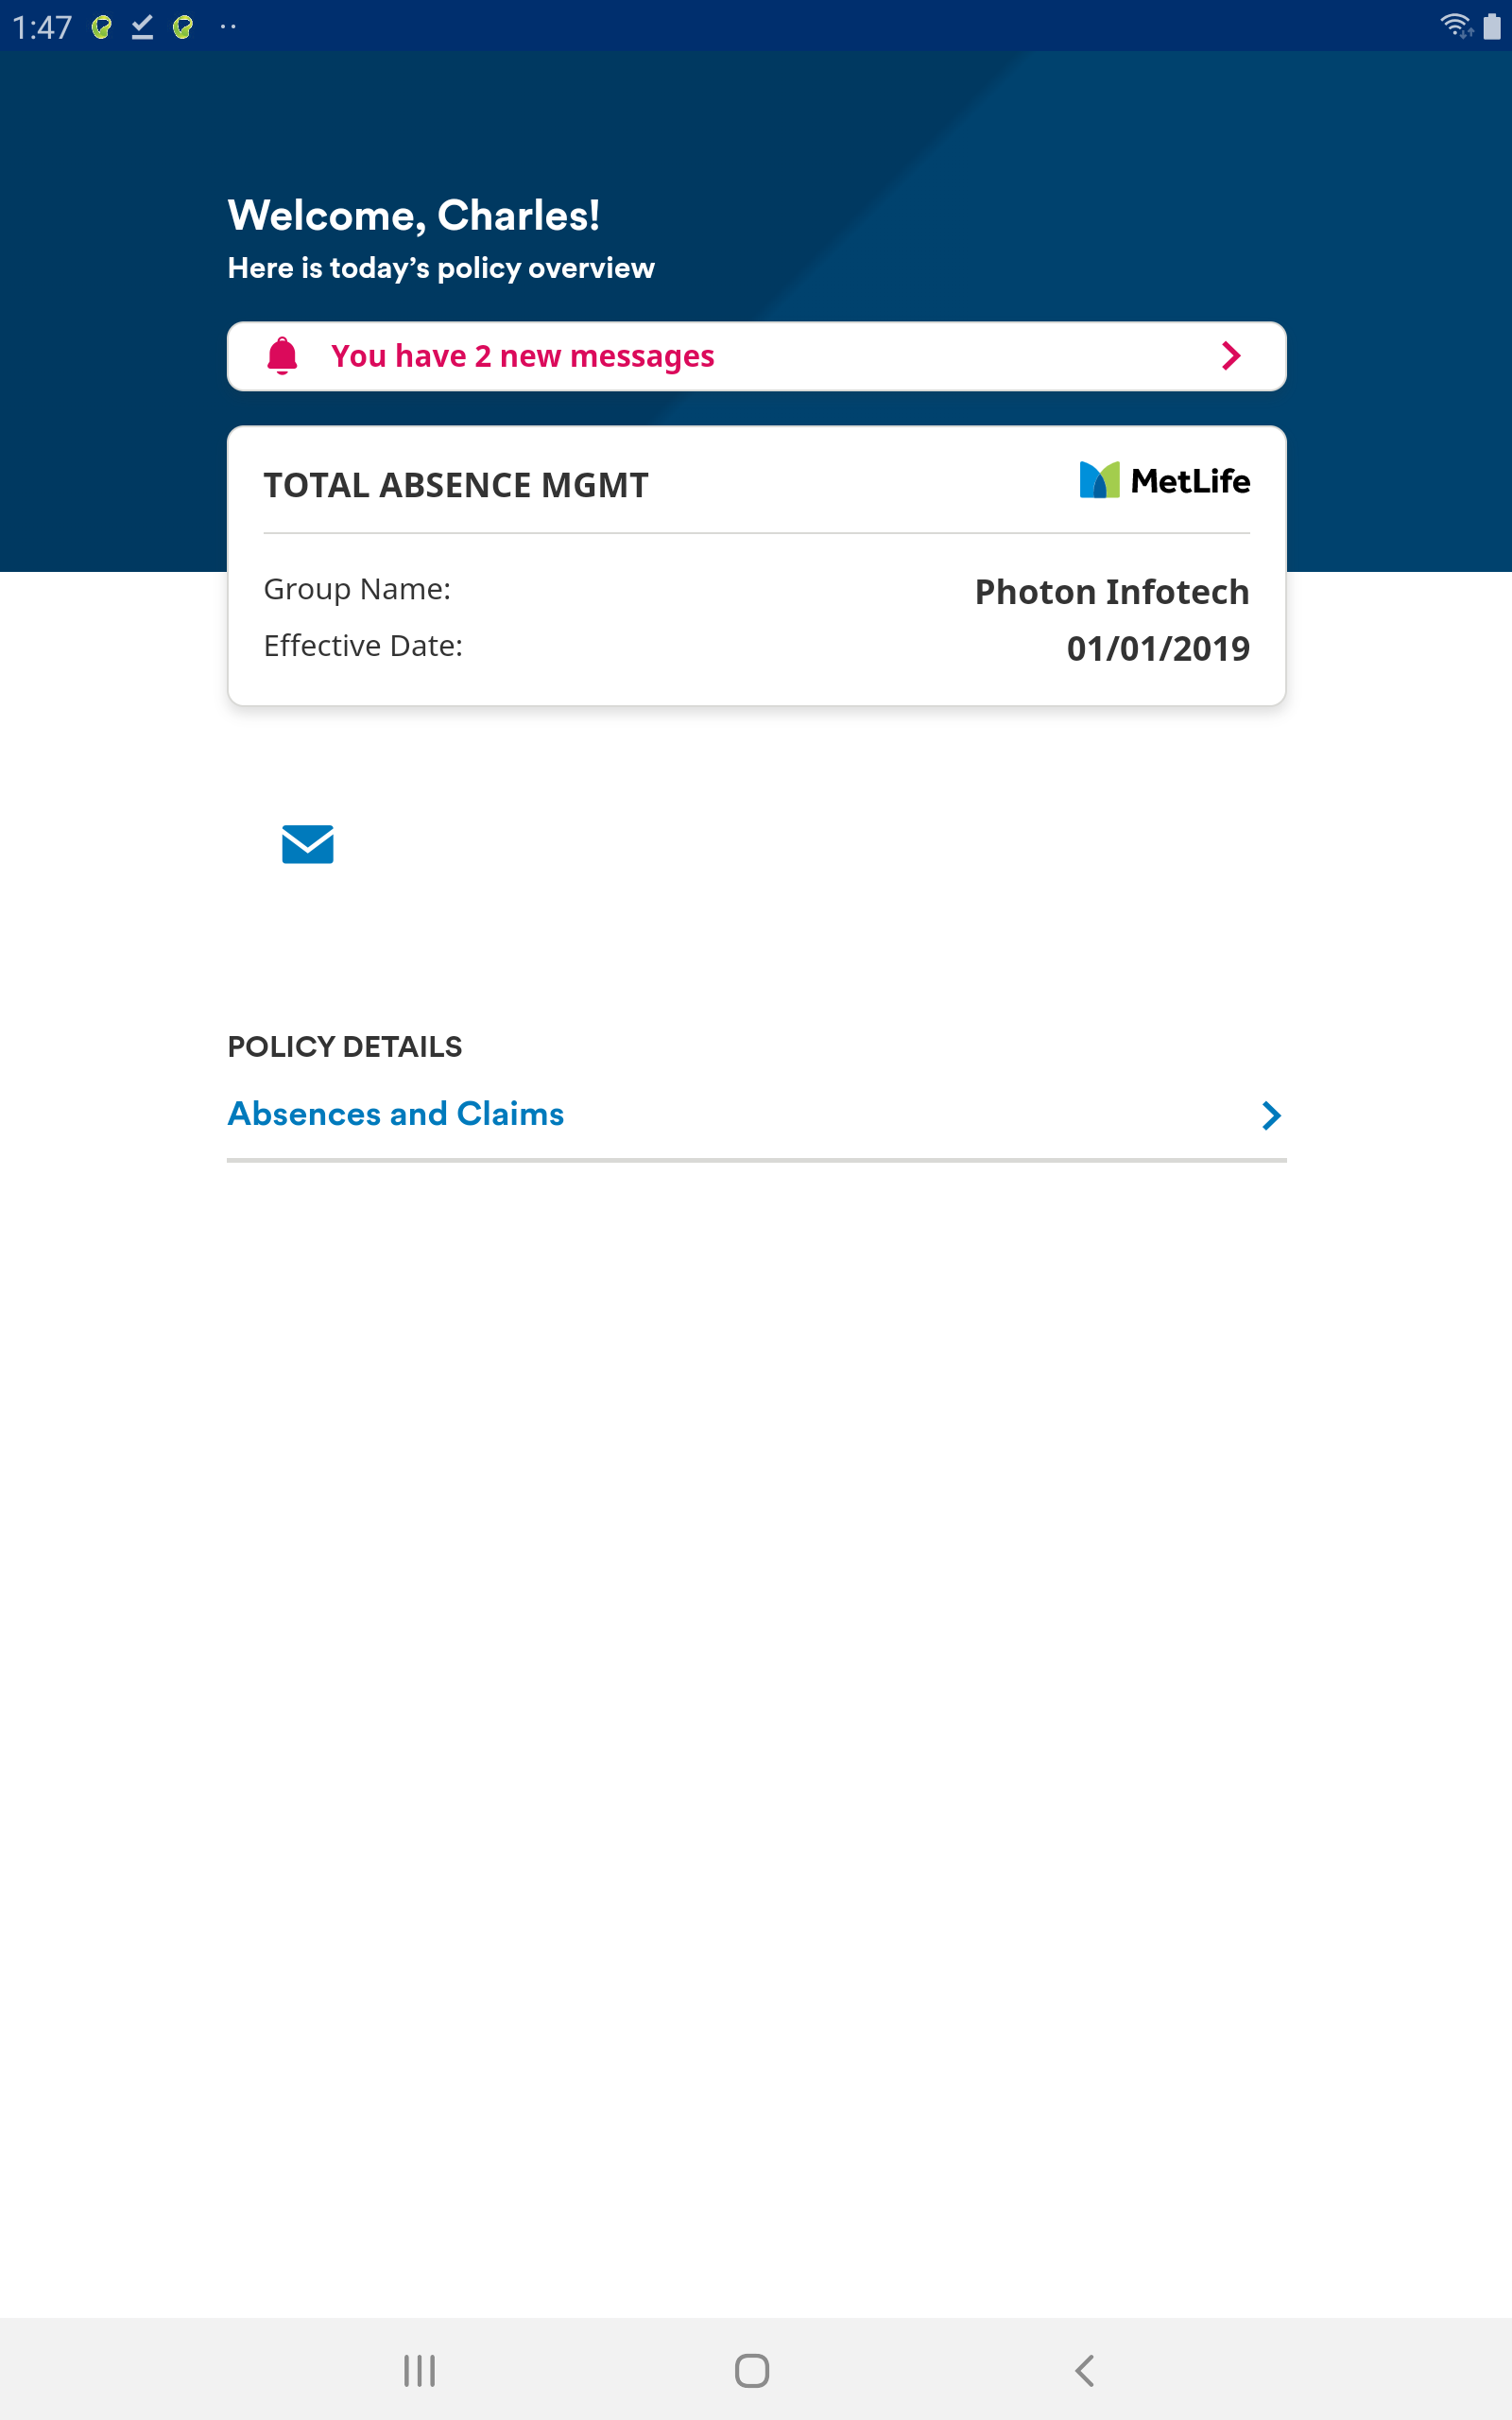 1:47
Welcome, Charles!
Here is today’s policy overview
You have 2 new messages
TOTAL ABSENCE MGMT
MetLife
Group Name:
Photon Infotech
Effective Date:
01/01/2019
POLICY DETAILS
Absences and Claims